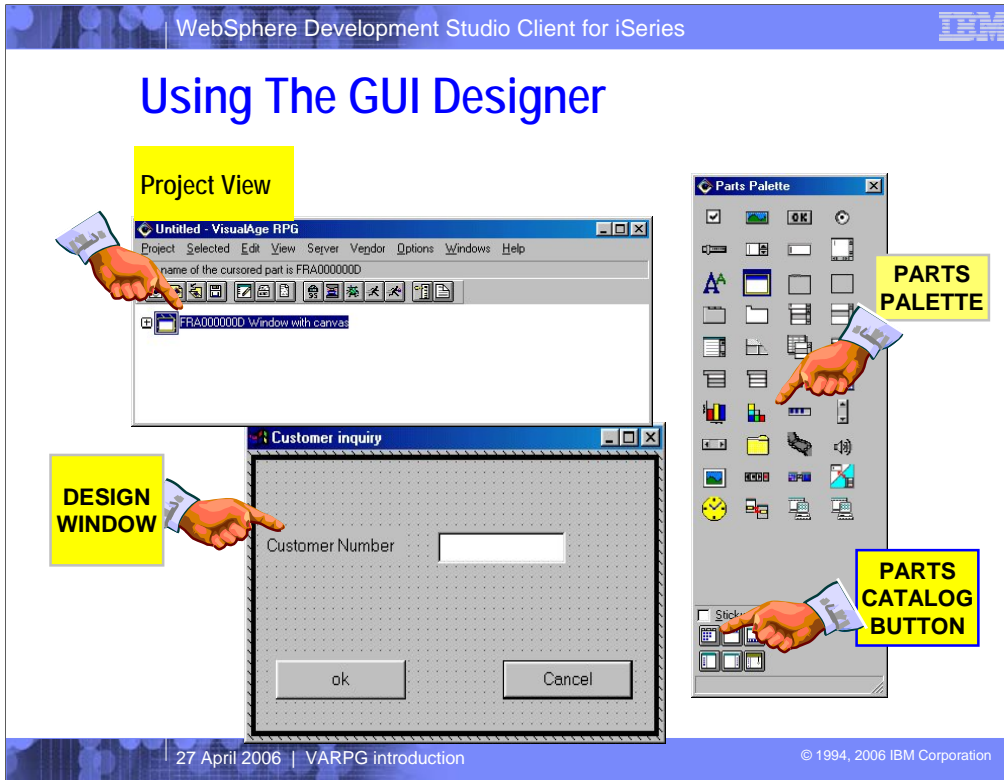 WebSphere Development Studio Client for iSeries
IBM
Using The GUI Designer
Project View
Untitled - VisualAge RPG
Project Selected Edit View Server Vendor Options Windows Help
name of the cursored part is FRA000000D
FRA000000D Window with canvas
Parts Palette
OK
PARTS
PALETTE
Customer inquiry
DESIGN
WINDOW
Customer Number
ok
Cancel
PARTS
CATALOG
BUTTON
27 April 2006 | VARPG introduction
© 1994, 2006 IBM Corporation